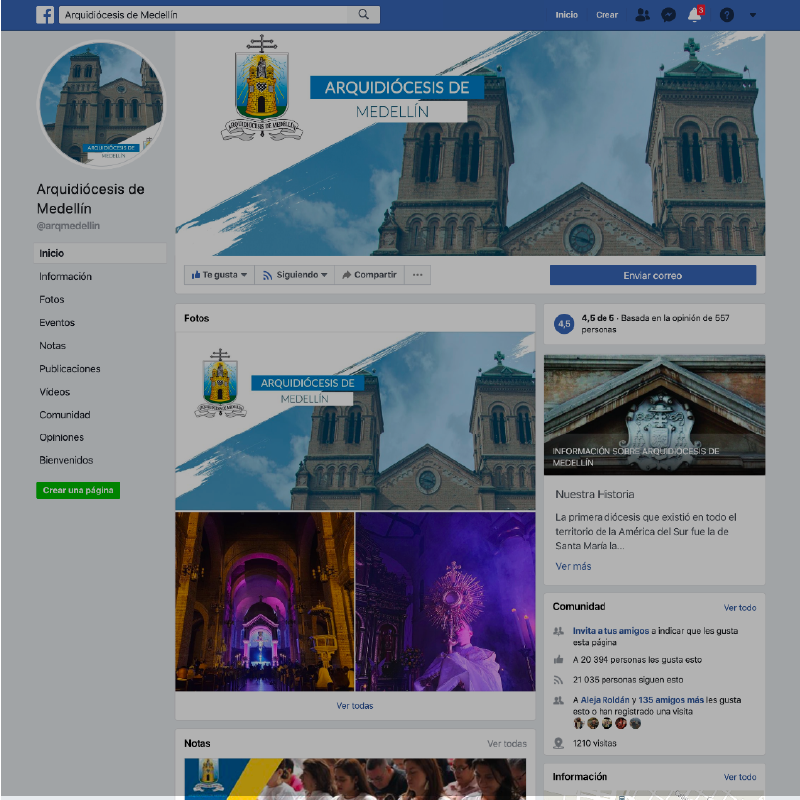 Arquidiócesis de Medellín
Inicio
Crear
3
?
ARQUIDIÓCESIS DE
MEDELLÍN
ARQUIDIÓCESIS DE MEDELLÍN
ARQUIDIÓCESIS DE
MEDELLÍN
Arquidiócesis de
Medellín
@arqmedellin
Inicio
Información
Fotos
Eventos
Notas
Publicaciones
Vídeos
Comunidad
Opiniones
Bienvenidos
Crear una página
Te gusta
Siguiendo
Compartir
Enviar correo
Fotos
ARQUIDIÓCESIS DE
MEDELLÍN
Ver todas
Notas
Ver todas
4,5
4,5 de 5 · Basada en la opinión de 557
personas
INFORMACIÓN SOBRE ARQUIDIÓCESIS DE
MEDELLÍN
Nuestra Historia
La primera diócesis que existió en todo el
territorio de la América del Sur fue la de
Santa María la...
Ver más
Comunidad
Ver todo
Invita a tus amigos a indicar que les gusta
esta página
A 20 394 personas les gusta esto
21 035 personas siguen esto
A Aleja Roldán y 135 amigos más les gusta
esto o han registrado una visita
1210 visitas
Información
Ver todo